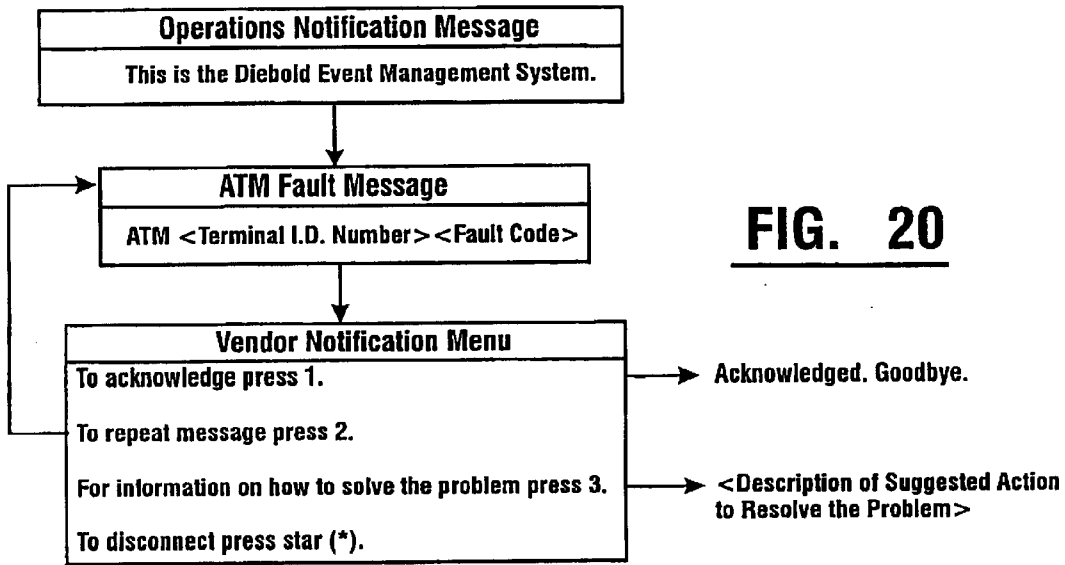 Operations Notification Message
This is the Diebold Event Management System.
ATM Fault Message
ATM <Terminal I.D. Number><Fault Code>
FIG. 20
Vendor Notification Menu
To acknowledge press 1.
Acknowledged. Goodbye.
To repeat message press 2.
For information on how to solve the problem press 3.
<Description of Suggested Action
to Resolve the Problem>
To disconnect press star (*).